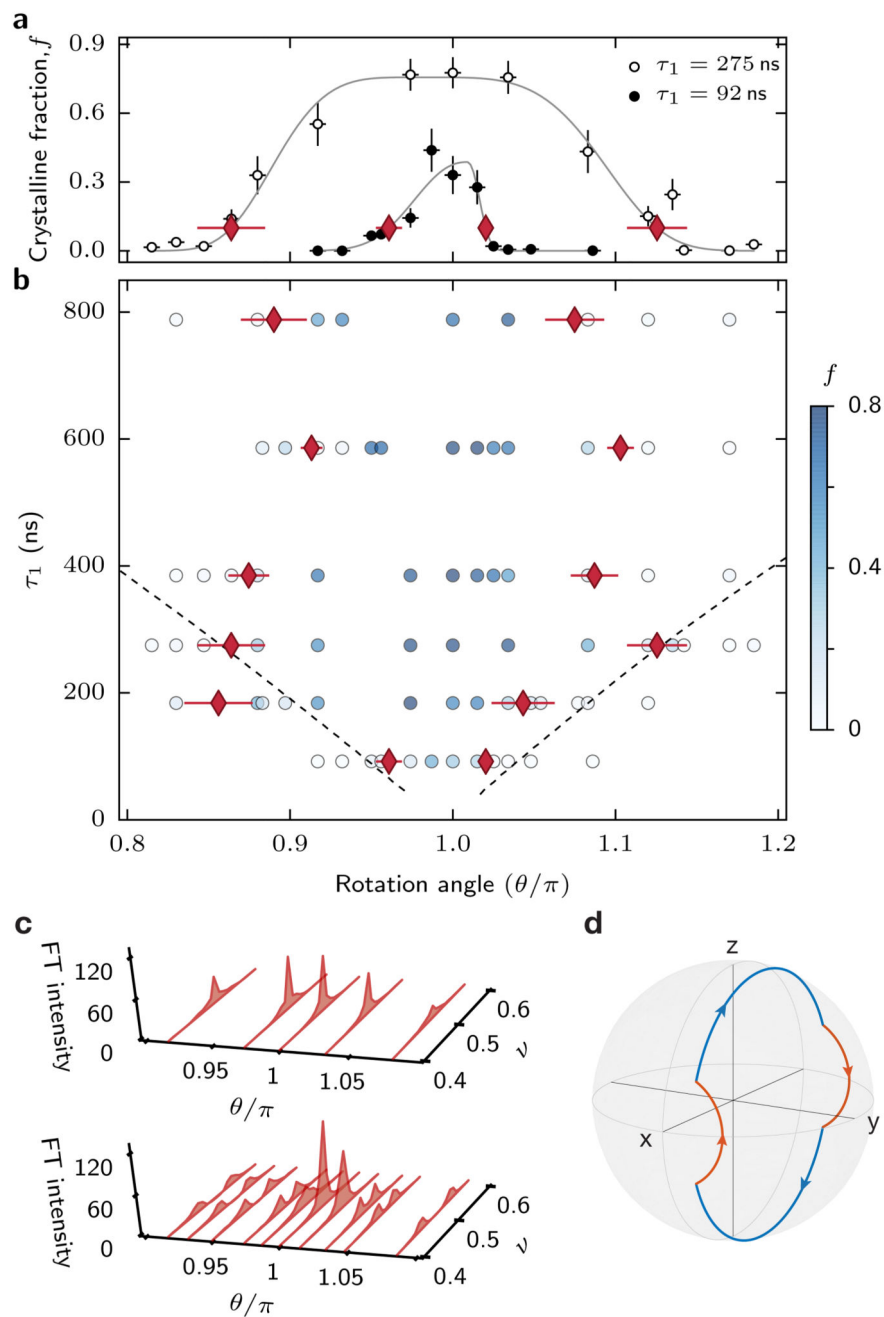 a
Crystalline fraction, f
0.9
0.6
0.3
0.0
τ₁ = 275 ns
τ₁ = 92 ns
b
τ₁ (ns)
800
600
400
200
0
0.8 0.9 1.0 1.1 1.2
Rotation angle (θ/π)
f
0.8
0.4
0
c
FT intensity
120
60
0
0.95 1 1.05
θ/π
0.4 0.5 0.6
ν
FT intensity
120
60
0
0.95 1 1.05
θ/π
0.4 0.5 0.6
ν
d
z
x
y